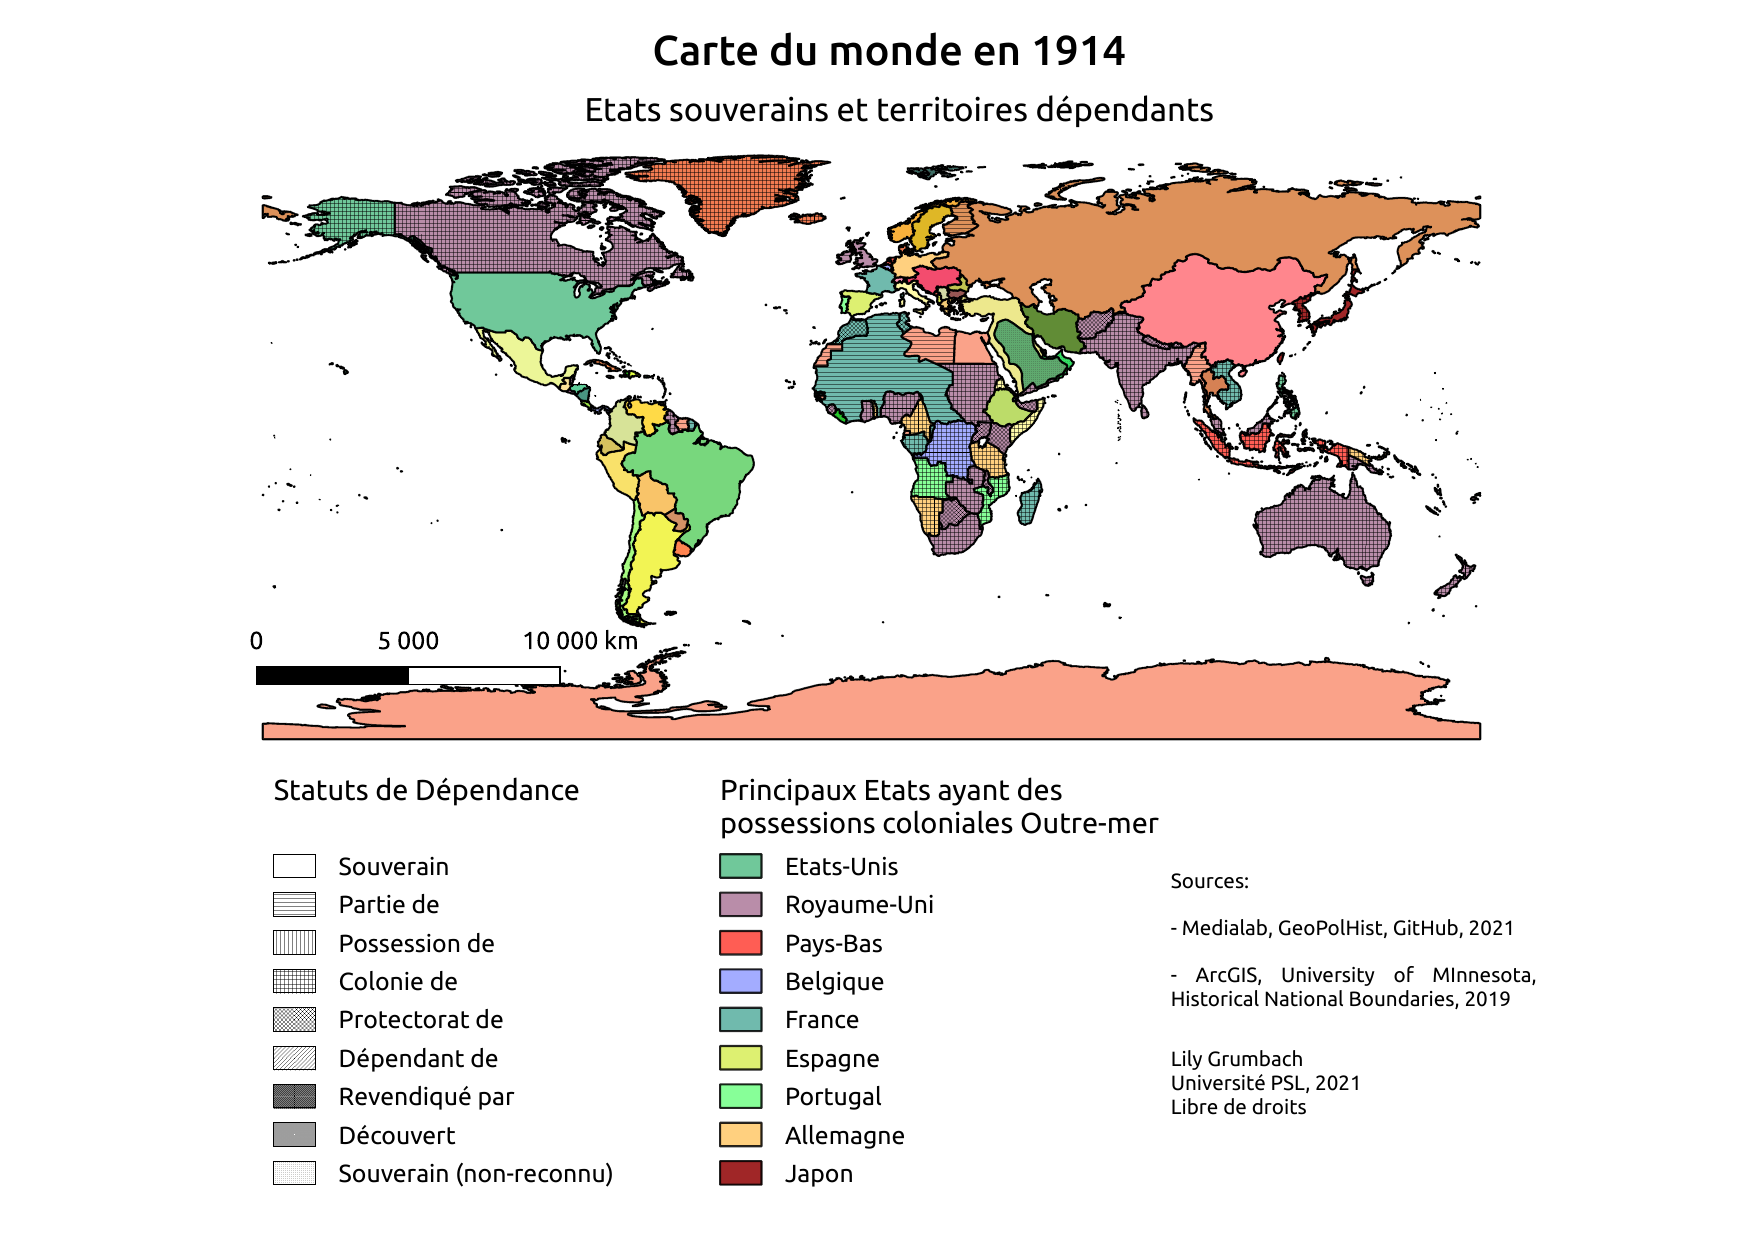 Carte du monde en 1914
Etats souverains et territoires dépendants
0 5 000 10 000 km
Statuts de Dépendance
Souverain
Partie de
Possession de
Colonie de
Protectorat de
Dépendant de
Revendiqué par
Découvert
Souverain (non-reconnu)
Principaux Etats ayant des
possessions coloniales Outre-mer
Etats-Unis
Royaume-Uni
Pays-Bas
Belgique
France
Espagne
Portugal
Allemagne
Japon
Sources:
- Medialab, GeoPolHist, GitHub, 2021
- ArcGIS, University of MInnesota,
Historical National Boundaries, 2019
Lily Grumbach
Université PSL, 2021
Libre de droits